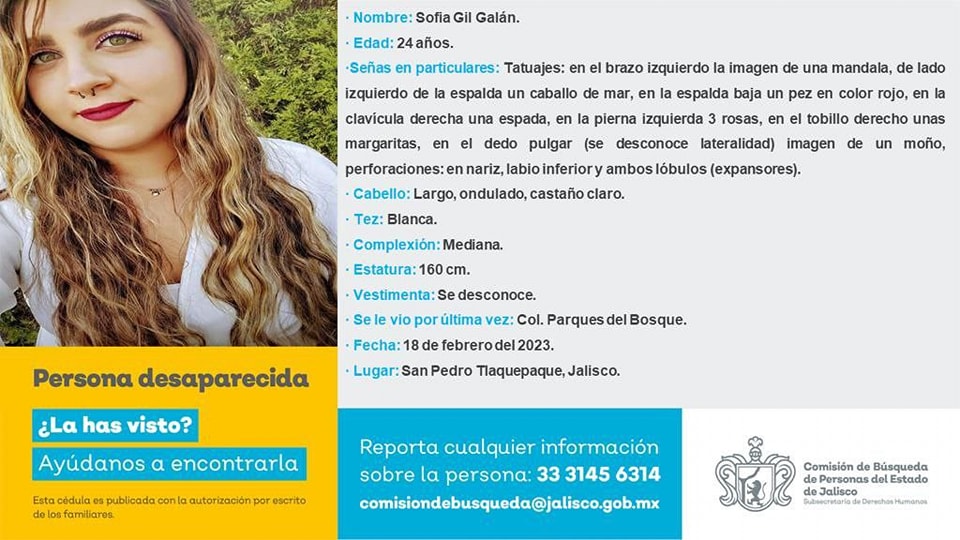 · Nombre: Sofia Gil Galán.
· Edad: 24 años.
·Señas en particulares: Tatuajes: en el brazo izquierdo la imagen de una mandala, de lado
izquierdo de la espalda un caballo de mar, en la espalda baja un pez en color rojo, en la
clavícula derecha una espada, en la pierna izquierda 3 rosas, en el tobillo derecho unas
margaritas, en el dedo pulgar (se desconoce lateralidad) imagen de un moño,
perforaciones: en nariz, labio inferior y ambos lóbulos (expansores).
· Cabello: Largo, ondulado, castaño claro.
· Tez: Blanca.
· Complexión: Mediana.
· Estatura: 160 cm.
· Vestimenta: Se desconoce.
· Se le vio por última vez: Col. Parques del Bosque.
· Fecha: 18 de febrero del 2023.
· Lugar: San Pedro Tlaquepaque, Jalisco.
Persona desaparecida
¿La has visto?
Ayúdanos a encontrarla
Esta cédula es publicada con la autorización por escrito
de los familiares.
Reporta cualquier información
sobre la persona: 33 3145 6314
comisiondebusqueda@jalisco.gob.mx
Comisión de Búsqueda
de Personas del Estado
de Jalisco
Subsecretaría de Derechos Humanos